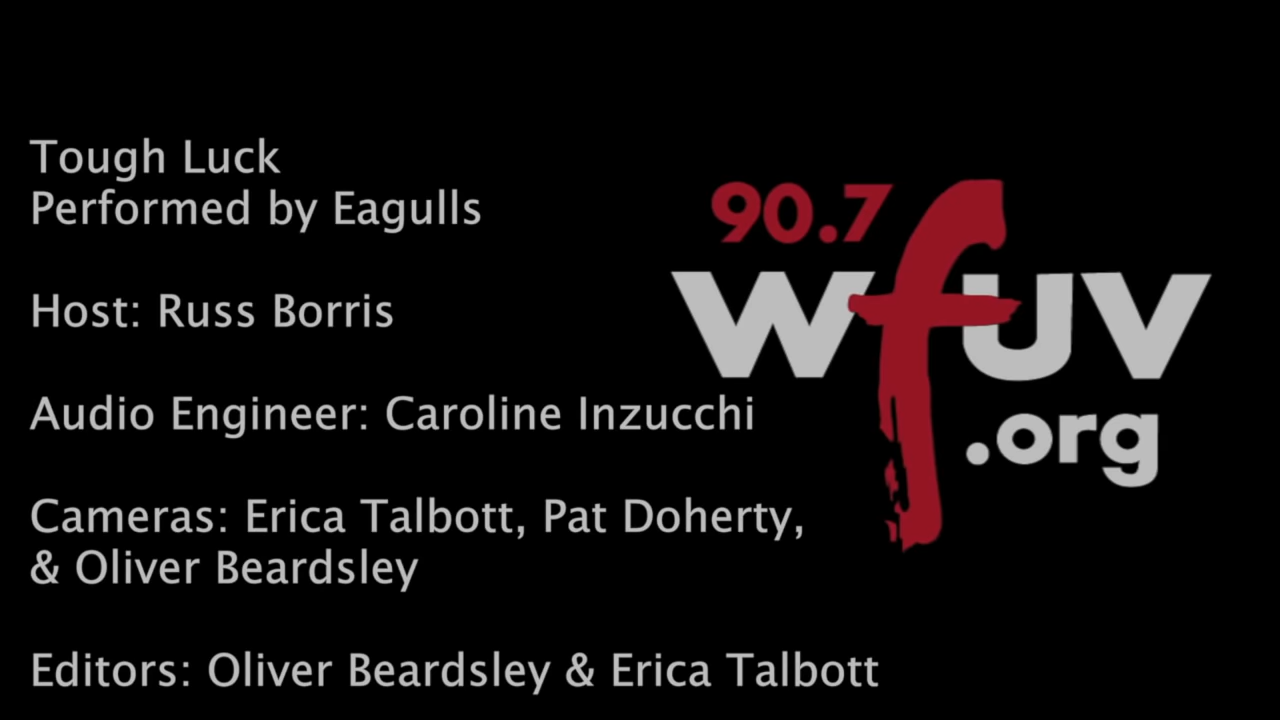 Tough Luck
Performed by Eagulls
Host: Russ Borris
Audio Engineer: Caroline Inzucchi
Cameras: Erica Talbott, Pat Doherty,
& Oliver Beardsley
Editors: Oliver Beardsley & Erica Talbott
90.7
wfuv
.org